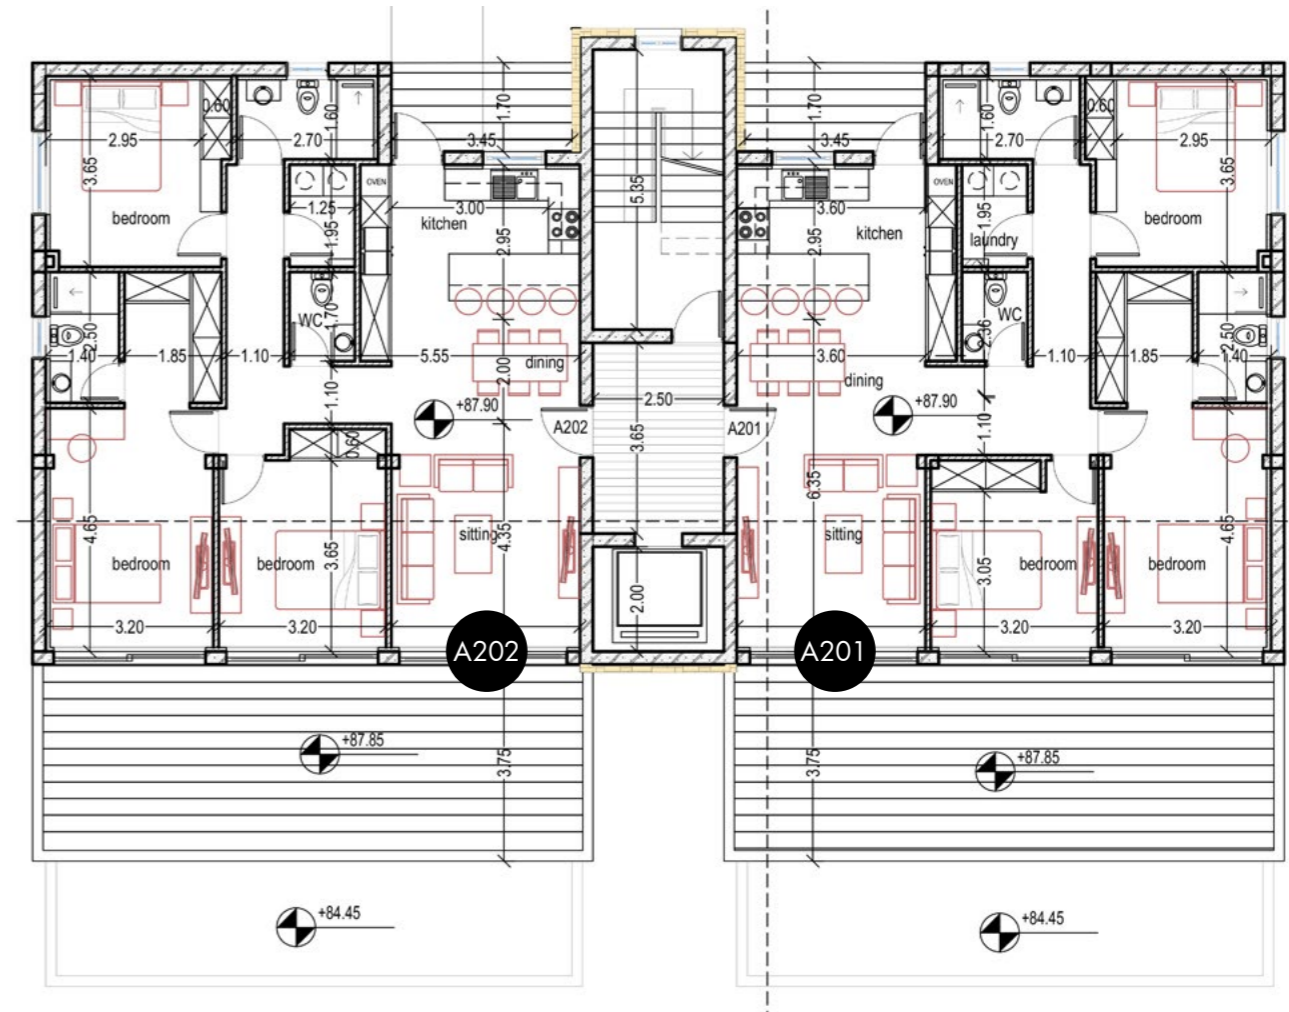 1.70
1.70
0.60
1.60
2.95
2.70
3.45
3.45
1.60
2.70
0.60
2.95
3.65
OVEN
5.35
OVEN
3.65
1.25
3.00
3.60
bedroom
1.95
kitchen
2.95
2.95
kitchen
1.95
laundry
bedroom
WC
1.70
WC
2.36
2.50
2.50
1.40
1.85
1.10
5.55
2.00
dining
3.60
dining
1.10
1.85
1.40
1.10
+87.90
2.50
+87.90
1.10
A202
A201
0.60
3.65
4.65
sitting
4.35
6.35
sitting
4.65
bedroom
bedroom
3.65
3.05
bedroom
bedroom
2.00
3.20
3.20
A202
A201
3.20
3.20
+87.85
3.75
3.75
+87.85
+84.45
+84.45